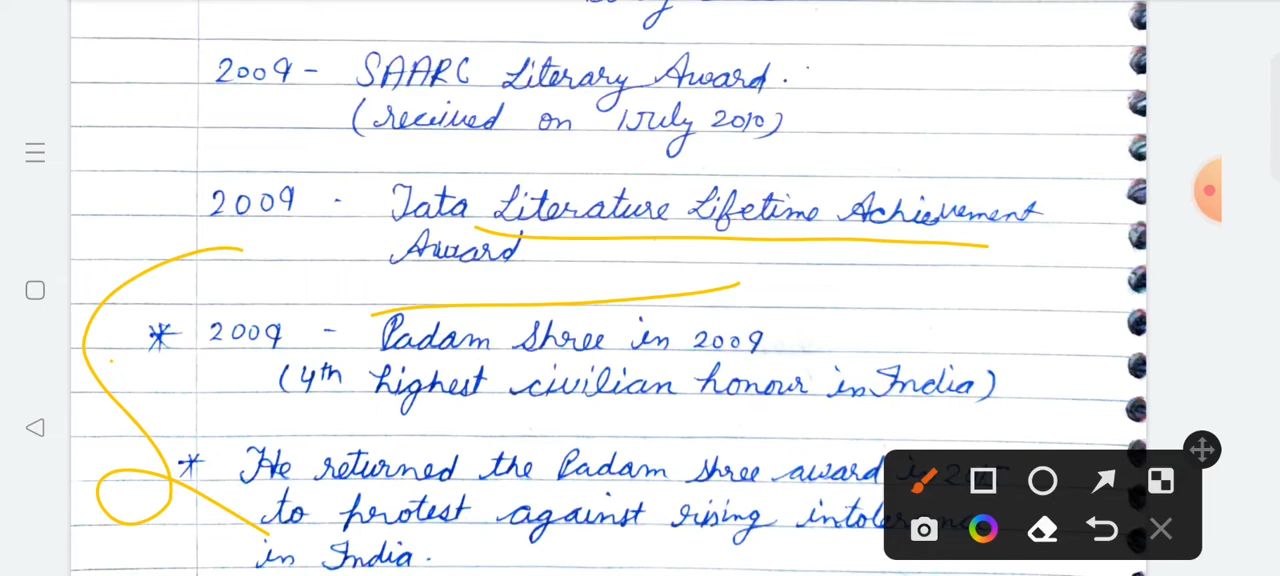 2009 - SAARC Literary Award.
(received on 1 July 2010)
2009 - Tata Literature Lifetime Achievement
Award
* 2009 - Padam Shree in 2009
(4th highest civilian honour in India)
* He returned the Padam Shree award
to protest against rising
in India.